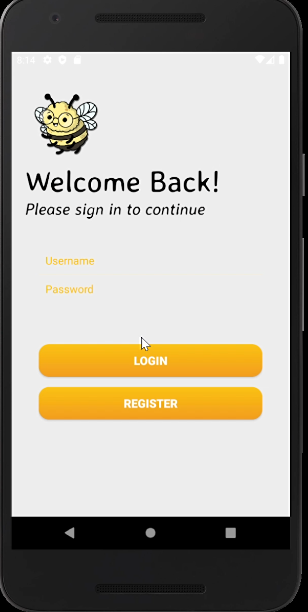 8:14
Welcome Back!
Please sign in to continue
Username
Password
LOGIN
REGISTER